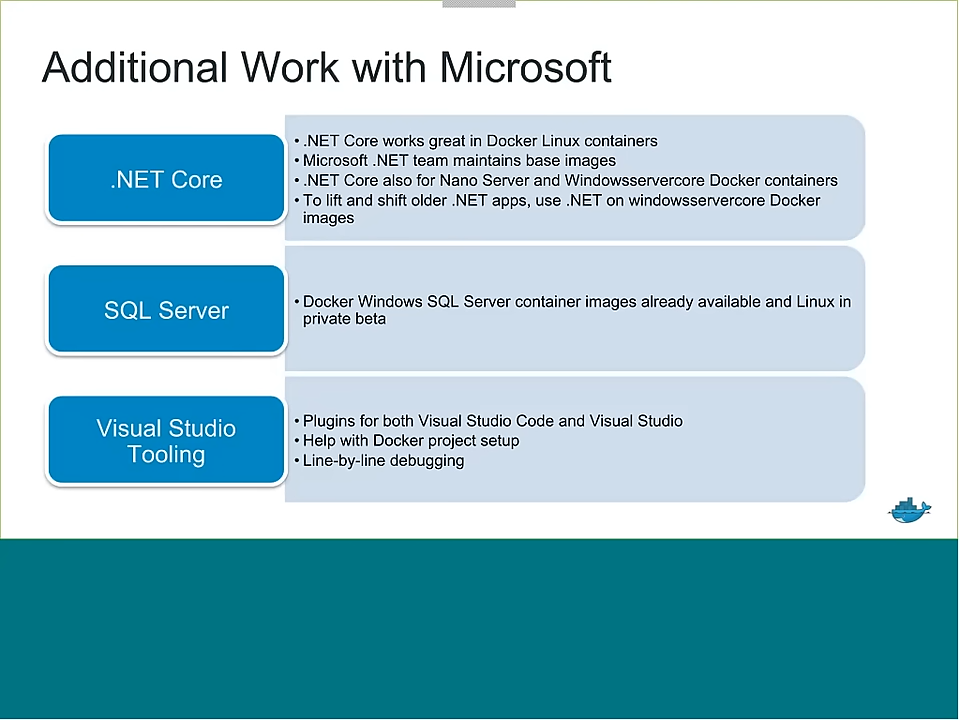 Additional Work with Microsoft
.NET Core
• .NET Core works great in Docker Linux containers
• Microsoft .NET team maintains base images
• .NET Core also for Nano Server and Windowsservercore Docker containers
• To lift and shift older .NET apps, use .NET on windowsservercore Docker
images
SQL Server
• Docker Windows SQL Server container images already available and Linux in
private beta
Visual Studio
Tooling
• Plugins for both Visual Studio Code and Visual Studio
• Help with Docker project setup
• Line-by-line debugging